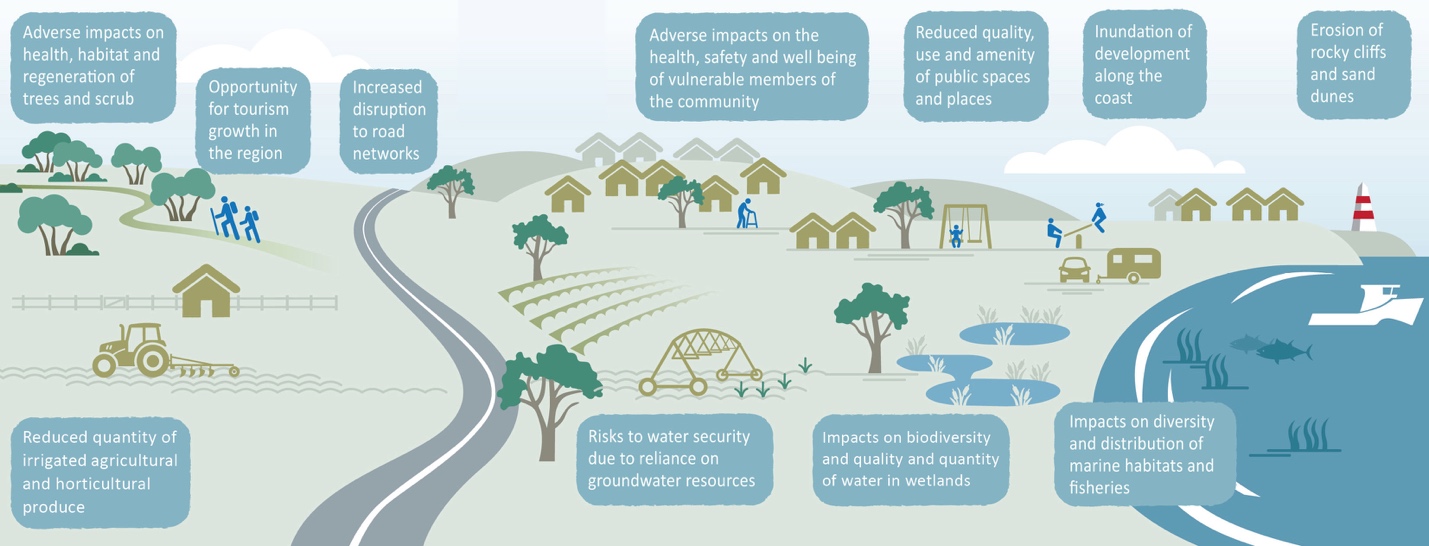 Adverse impacts on
health, habitat and
regeneration of
trees and scrub
Opportunity
for tourism
growth in
the region
Increased
disruption
to road
networks
Adverse impacts on the
health, safety and well being
of vulnerable members of
the community
Reduced quality,
use and amenity
of public spaces
and places
Inundation of
development
along the
coast
Erosion of
rocky cliffs
and sand
dunes
Reduced quantity of
irrigated agricultural
and horticultural
produce
Risks to water security
due to reliance on
groundwater resources
Impacts on biodiversity
and quality and quantity
of water in wetlands
Impacts on diversity
and distribution of
marine habitats and
fisheries